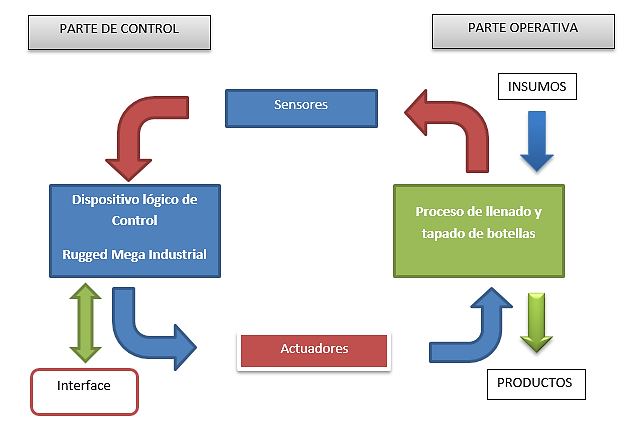 PARTE DE CONTROL
PARTE OPERATIVA
INSUMOS
Sensores
Dispositivo lógico de
Control
Rugged Mega Industrial
Proceso de llenado y
tapado de botellas
Actuadores
Interface
PRODUCTOS